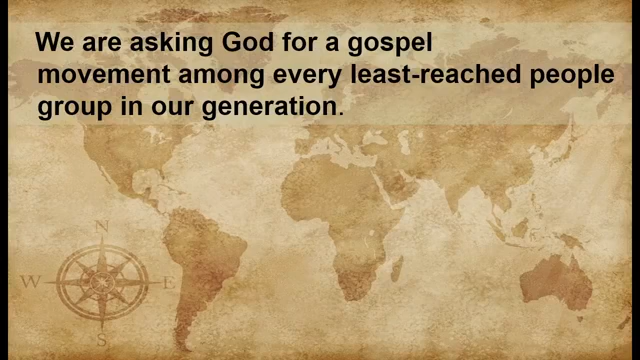 We are asking God for a gospel
movement among every least-reached people
group in our generation.
N
W E
S